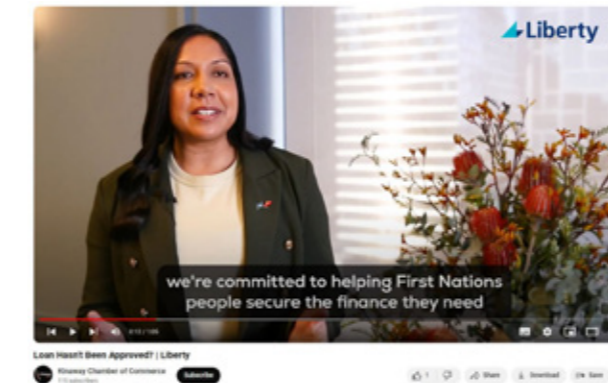 Liberty
we're committed to helping First Nations
people secure the finance they need
Loan Hasn't Been Approved? | Liberty
Kinaway Chamber of Commerce
Subscribe
1
Share
Download
Save